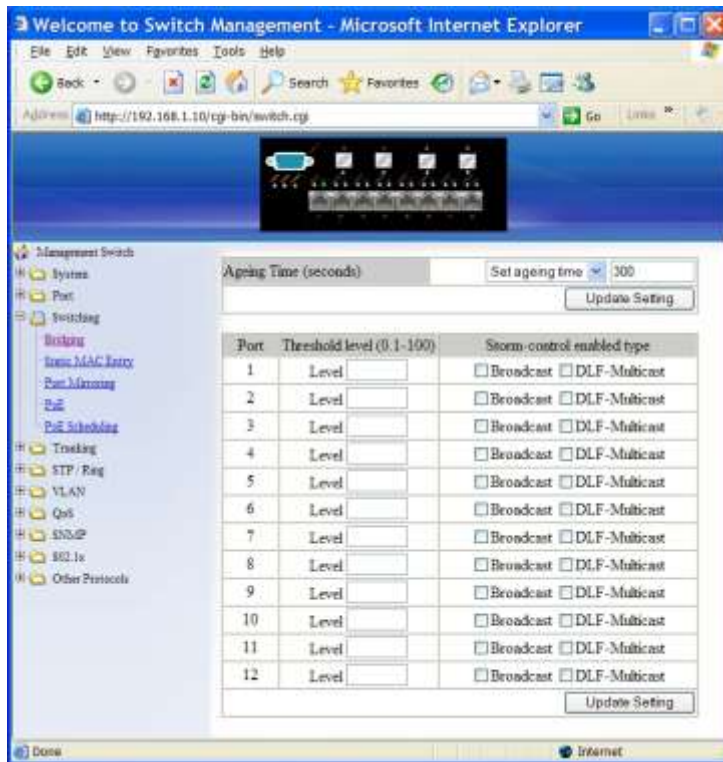 Welcome to Switch Management - Microsoft Internet Explorer
File Edit View Favorites Tools Help
Back Search Favorites
Address http://192.168.1.10/cgi-bin/switch.cgi Go Links »
Management Switch
System
Port
Switching
Bridging
Static MAC Entry
Port Mirroring
PoE
PoE Scheduling
Trunking
STP / Ring
VLAN
QoS
SNMP
802.1x
Other Protocols
Ageing Time (seconds) Set ageing time 300
Update Setting
Port Threshold level (0.1-100) Storm-control enabled type
1 Level Broadcast DLF-Multicast
2 Level Broadcast DLF-Multicast
3 Level Broadcast DLF-Multicast
4 Level Broadcast DLF-Multicast
5 Level Broadcast DLF-Multicast
6 Level Broadcast DLF-Multicast
7 Level Broadcast DLF-Multicast
8 Level Broadcast DLF-Multicast
9 Level Broadcast DLF-Multicast
10 Level Broadcast DLF-Multicast
11 Level Broadcast DLF-Multicast
12 Level Broadcast DLF-Multicast
Update Setting
Done Internet